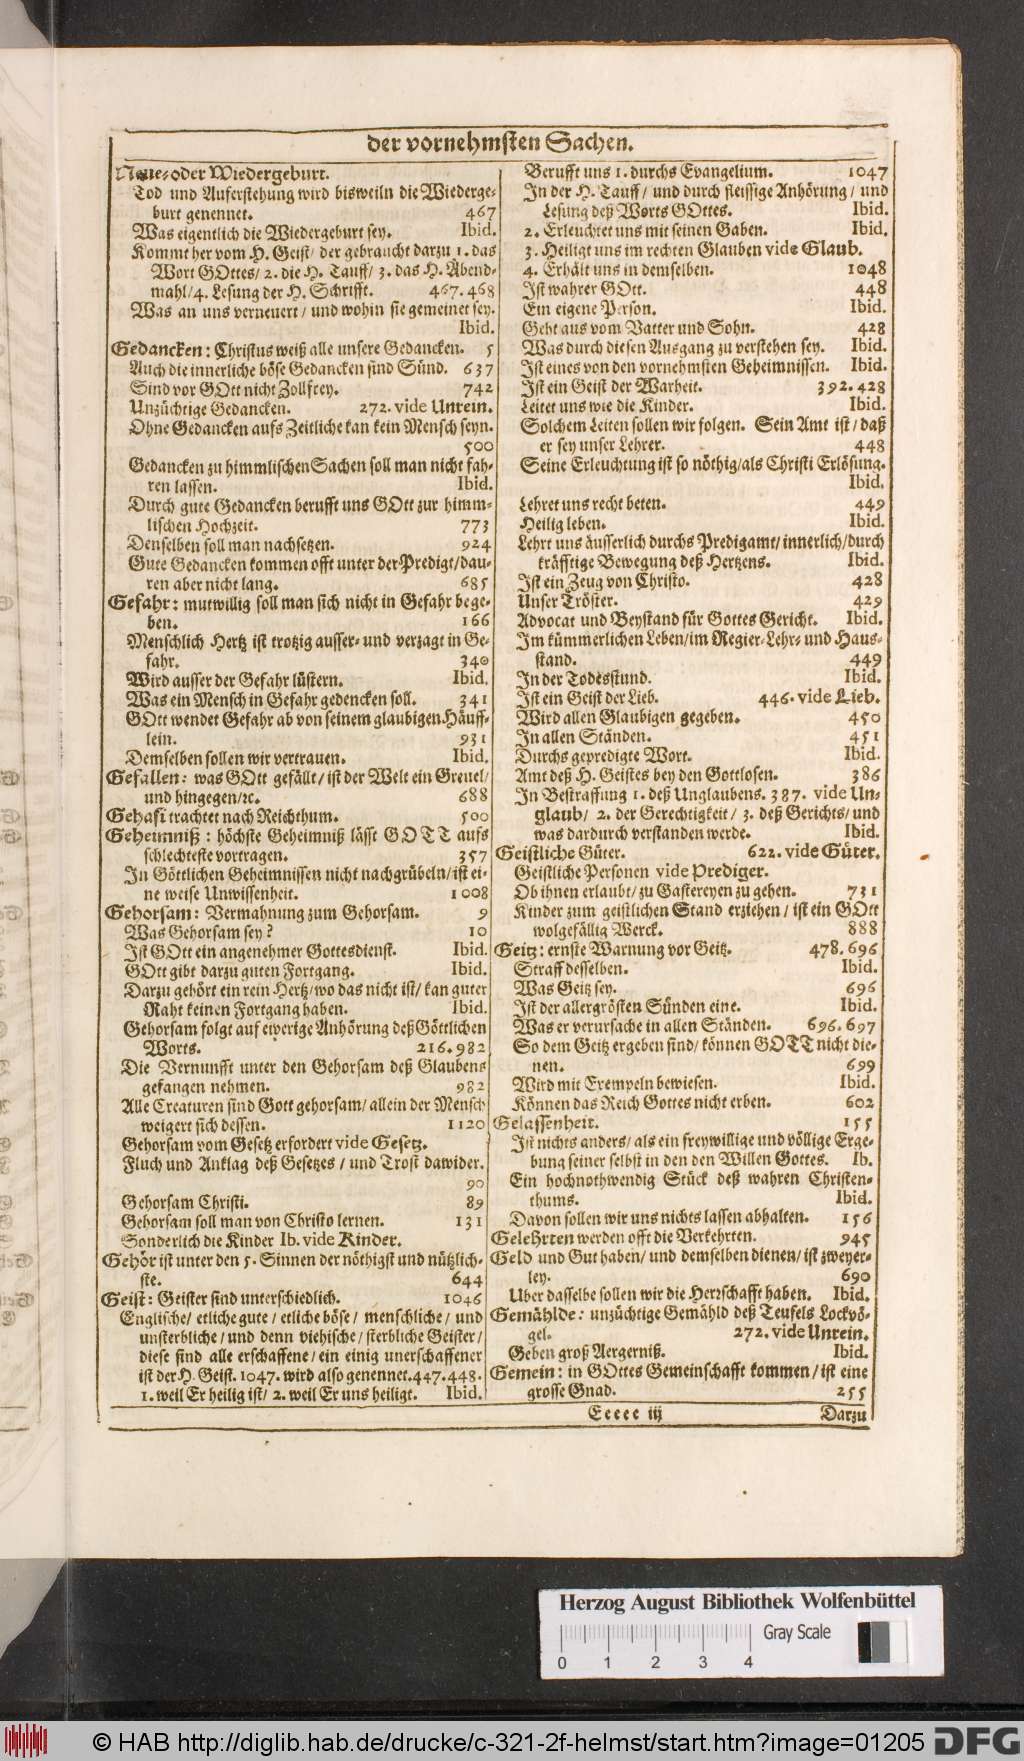 der vornehmsten Sachen.
Neue- oder Wiedergeburt.
Tod und Auferstehung wird bisweiln die Wiederge-
burt genennet. 467
Was eigentlich die Wiedergeburt sey. Ibid.
Kommt her vom H. Geist/ der gebraucht darzu 1. das
Wort GOttes/ 2. die H. Tauff/ 3. das H. Abend-
mahl/ 4. Lesung der H. Schrifft. 467. 468
Was an uns verneuert/ und wohin sie gemeinet sey.
Ibid.
Gedancken: Christus weiß alle unsere Gedancken. 5
Auch die innerliche böse Gedancken sind Sünd. 637
Sind vor GOtt nicht Zollfrey. 742
Unzüchtige Gedancken. 272. vide Unrein.
Ohne Gedancken aufs Zeitliche kan kein Mensch seyn.
500
Gedancken zu himmlischen Sachen soll man nicht fah-
ren lassen. Ibid.
Durch gute Gedancken berufft uns GOtt zur himm-
lischen Hochzeit. 773
Denselben soll man nachsetzen. 924
Gute Gedancken kommen offt unter der Predigt/ dau-
ren aber nicht lang. 685
Gefahr: mutwillig soll man sich nicht in Gefahr bege-
ben. 166
Menschlich Hertz ist trotzig ausser- und verzagt in Ge-
fahr. 340
Wird ausser der Gefahr lüstern. Ibid.
Was ein Mensch in Gefahr gedencken soll. 341
GOtt wendet Gefahr ab von seinem glaubigen Häuff-
lein. 931
Demselben sollen wir vertrauen. Ibid.
Gefallen: was GOtt gefällt/ ist der Welt ein Greuel/
und hingegen/ꝛc. 688
Gehasi trachtet nach Reichthum. 500
Geheimniß: höchste Geheimniß lässt GOTT aufs
schlechteste vortragen. 357
In Göttlichen Geheimnissen nicht nachgrübeln/ ist ei-
ne weise Unwissenheit. 1008
Gehorsam: Vermahnung zum Gehorsam. 9
Was Gehorsam sey? 10
Ist GOtt ein angenehmer Gottesdienst. Ibid.
GOtt gibt darzu guten Fortgang. Ibid.
Darzu gehört ein rein Hertz/ wo das nicht ist/ kan guter
Raht keinen Fortgang haben. Ibid.
Gehorsam folgt auf eiverige Anhörung deß Göttlichen
Worts. 216. 982
Die Vernunfft unter den Gehorsam deß Glaubens
gefangen nehmen. 982
Alle Creaturen sind Gott gehorsam/ allein der Mensch
weigert sich dessen. 1120
Gehorsam vom Gesetz erfordert vide Gesetz.
Fluch und Anklag deß Gesetzes/ und Trost dawider.
90
Gehorsam Christi. 89
Gehorsam soll man von Christo lernen. 131
Sonderlich die Kinder Ib. vide Kinder.
Gehör ist unter den 5. Sinnen der nöthigst und nützlich-
ste. 644
Geist: Geister sind unterschiedlich. 1046
Englische/ etliche gute/ etliche böse/ menschliche/ und
unsterbliche/ und denn viehische/ sterbliche Geister/
diese sind alle erschaffene/ ein einig unerschaffener
ist der H. Geist. 1047. wird also genennet. 447. 448.
1. weil Er heilig ist/ 2. weil Er uns heiligt. Ibid.
Berufft uns 1. durchs Evangelium. 1047
In der H. Tauff/ und durch fleissige Anhörung/ und
Lesung deß Worts GOttes. Ibid.
2. Erleuchtet uns mit seinen Gaben. Ibid.
3. Heiligt uns im rechten Glauben vide Glaub.
4. Erhält uns in demselben. 1048
Ist wahrer GOtt. 448
Ein eigene Person. Ibid.
Geht aus vom Vatter und Sohn. 428
Was durch diesen Ausgang zu verstehen sey. Ibid.
Ist eines von den vornehmsten Geheimnissen. Ibid.
Ist ein Geist der Warheit. 392. 428
Leitet uns wie die Kinder. Ibid.
Solchem Leiten sollen wir folgen. Sein Amt ist/ daß
er sey unser Lehrer. 448
Seine Erleuchtung ist so nöthig/ als Christi Erlösung.
Ibid.
Lehret uns recht beten. 449
Heilig leben. Ibid.
Lehrt uns äusserlich durchs Predigamt/ innerlich/ durch
kräfftige Bewegung deß Hertzens. Ibid.
Ist ein Zeug von Christo. 428
Unser Tröster. 429
Advocat und Beystand für Gottes Gericht. Ibid.
Im kümmerlichen Leben/ im Regier- Lehr- und Haus-
stand. 449
In der Todesstund. Ibid.
Ist ein Geist der Lieb. 446. vide Lieb.
Wird allen Glaubigen gegeben. 450
In allen Ständen. 451
Durchs gepredigte Wort. Ibid.
Amt deß H. Geistes bey den Gottlosen. 386
In Bestraffung 1. deß Unglaubens. 387. vide Un-
glaub/ 2. der Gerechtigkeit/ 3. deß Gerichts/ und
was dardurch verstanden werde. Ibid.
Geistliche Güter. 622. vide Güter.
Geistliche Personen vide Prediger.
Ob ihnen erlaubt/ zu Gastereyen zu gehen. 731
Kinder zum geistlichen Stand erziehen/ ist ein GOtt
wolgefällig Werck. 888
Geitz: ernste Warnung vor Geitz. 478. 696
Straff desselben. Ibid.
Was Geitz sey. 696
Ist der allergrösten Sünden eine. Ibid.
Was er verursache in allen Ständen. 696. 697
So dem Geitz ergeben sind/ können GOTT nicht die-
nen. 699
Wird mit Exempeln bewiesen. Ibid.
Können das Reich Gottes nicht erben. 602
Gelassenheit. 155
Ist nichts anders/ als ein freywillige und völlige Erge-
bung seiner selbst in den den Willen Gottes. Ib.
Ein hochnothwendig Stück deß wahren Christen-
thums. Ibid.
Davon sollen wir uns nichts lassen abhalten. 156
Gelehrten werden offt die Verkehrten. 945
Geld und Gut haben/ und demselben dienen/ ist zweyer-
ley. 690
Uber dasselbe sollen wir die Herrschafft haben. Ibid.
Gemählde: unzüchtige Gemähld deß Teufels Lockvö-
gel. 272. vide Unrein.
Geben groß Aergerniß. Ibid.
Gemein: in GOttes Gemeinschafft kommen/ ist eine
grosse Gnad. 255
Eeeee iij Darzu
Herzog August Bibliothek Wolfenbüttel
Gray Scale
0 1 2 3 4
© HAB http://diglib.hab.de/drucke/c-321-2f-helmst/start.htm?image=01205 DFG